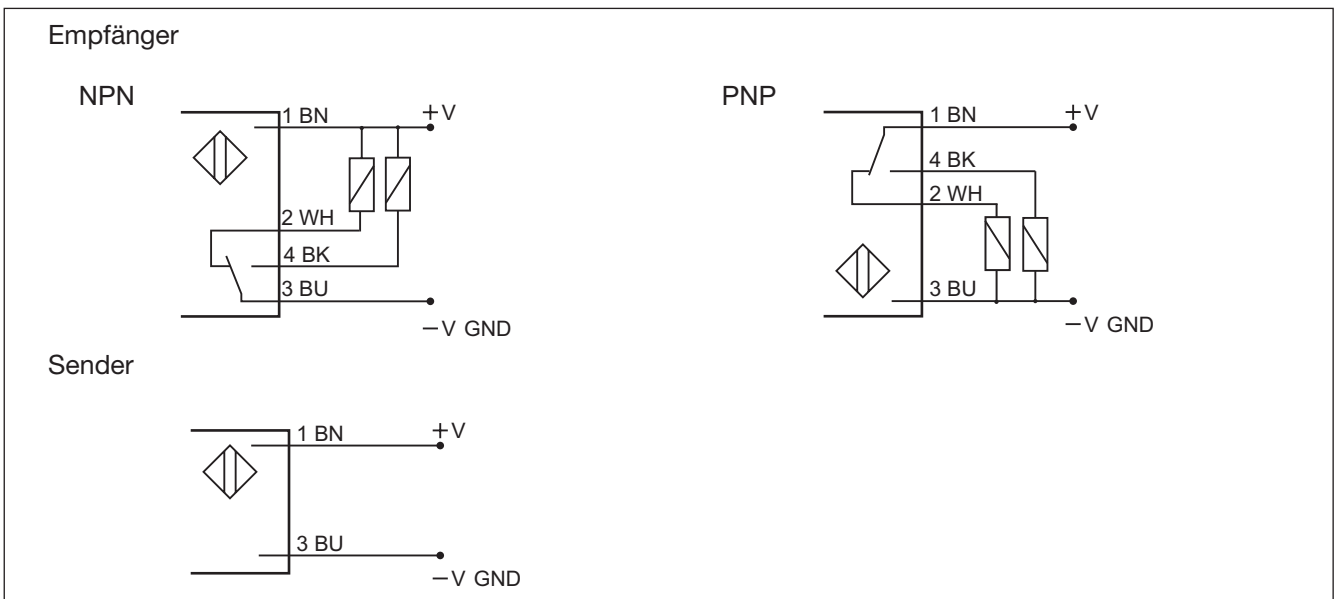 Empfänger
NPN
1 BN
+V
2 WH
4 BK
3 BU
−V GND
PNP
1 BN
+V
4 BK
2 WH
3 BU
−V GND
Sender
1 BN
+V
3 BU
−V GND